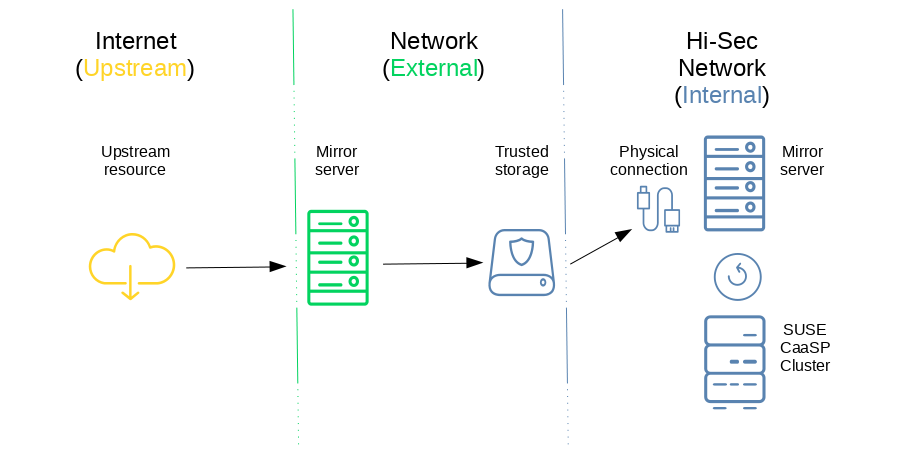 Internet
(Upstream)
Network
(External)
Hi-Sec
Network
(Internal)
Upstream
resource
Mirror
server
Trusted
storage
Physical
connection
Mirror
server
SUSE
CaaSP
Cluster